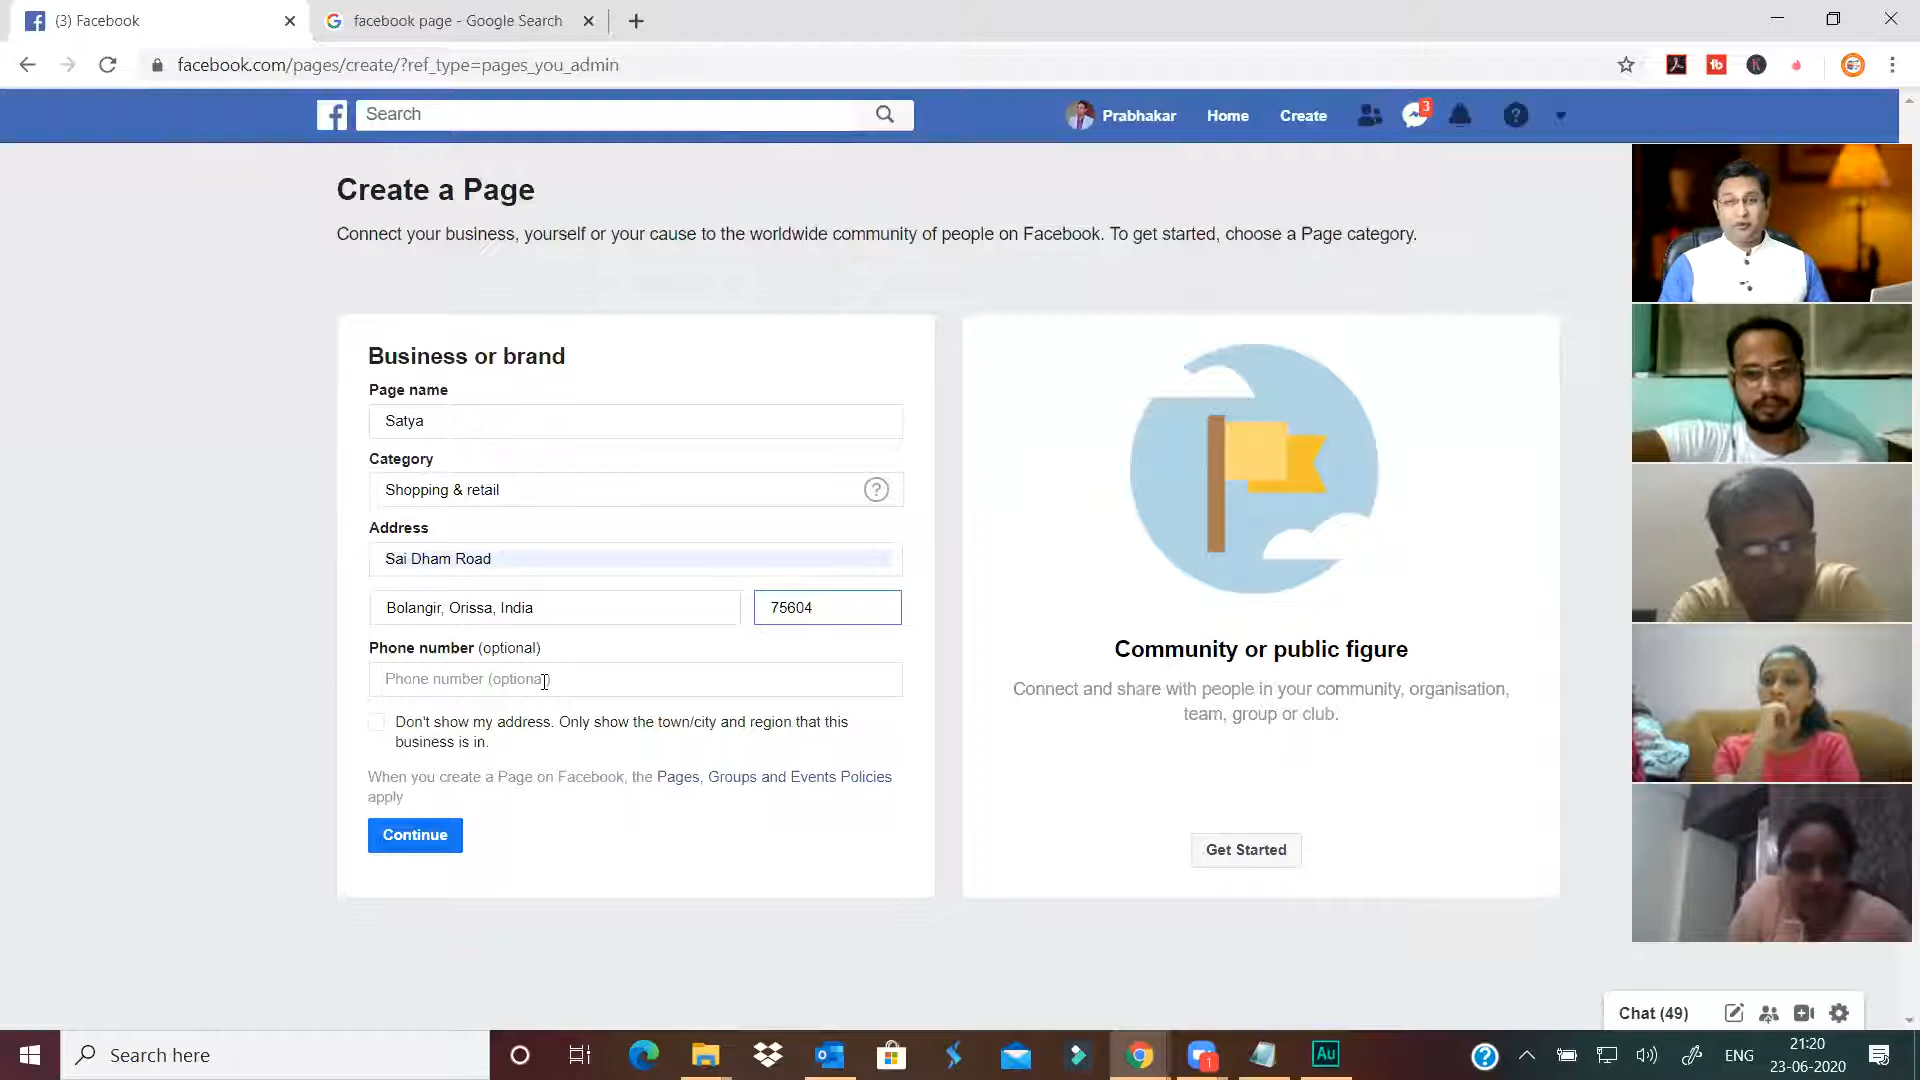 (3) Facebook
facebook page - Google Search
facebook.com/pages/create/?ref_type=pages_you_admin
Search
Prabhakar
Home
Create
3
Create a Page
Connect your business, yourself or your cause to the worldwide community of people on Facebook. To get started, choose a Page category.
Business or brand
Page name
Satya
Category
Shopping & retail
?
Address
Sai Dham Road
Bolangir, Orissa, India
75604
Phone number (optional)
Phone number (optional)
Don't show my address. Only show the town/city and region that this
business is in.
When you create a Page on Facebook, the Pages, Groups and Events Policies
apply
Continue
Community or public figure
Connect and share with people in your community, organisation,
team, group or club.
Get Started
Chat (49)
Search here
1
Au
ENG
21:20
23-06-2020